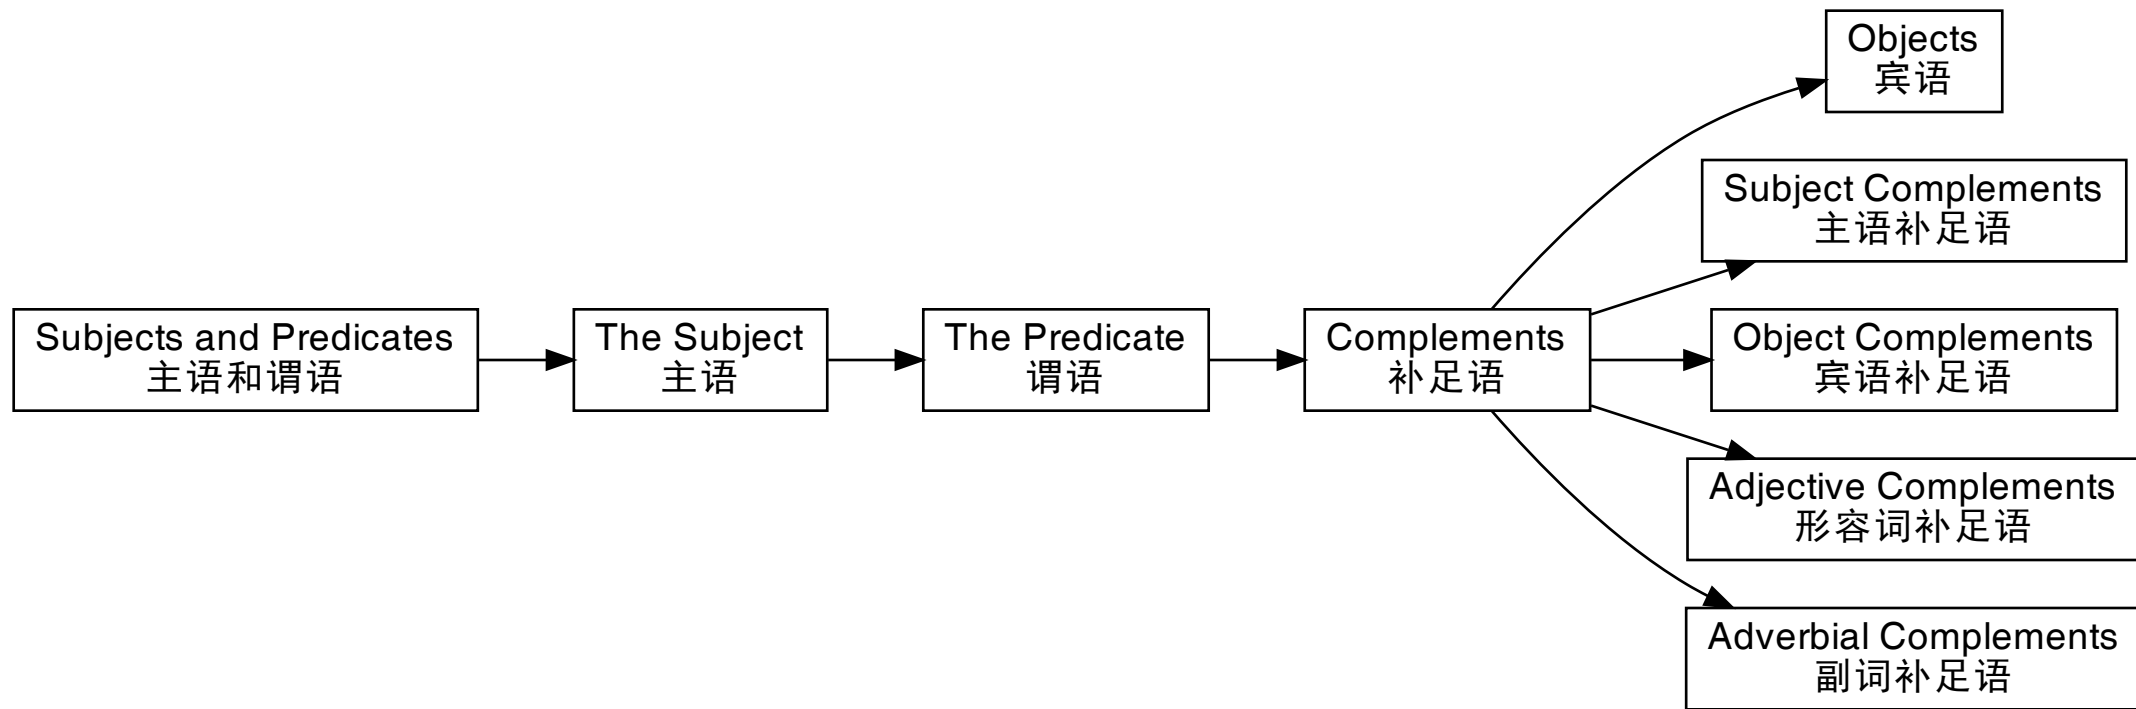 Subjects and Predicates
主语和谓语
The Subject
主语
The Predicate
谓语
Complements
补足语
Objects
宾语
Subject Complements
主语补足语
Object Complements
宾语补足语
Adjective Complements
形容词补足语
Adverbial Complements
副词补足语